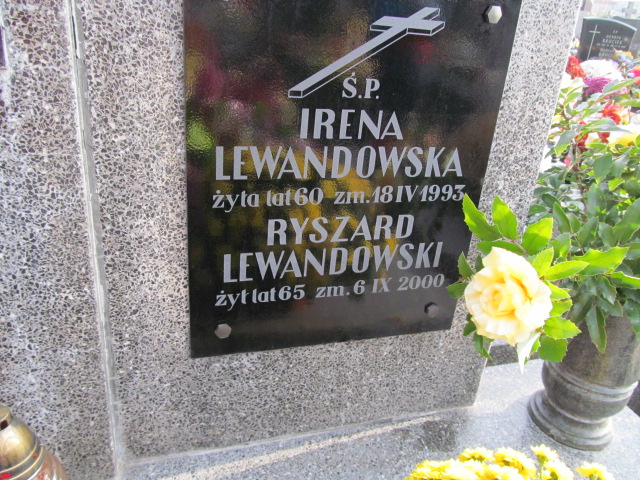 Ś.P.
IRENA
LEWANDOWSKA
żyła lat 60 zm. 18 IV 1993
RYSZARD
LEWANDOWSKI
żył lat 65 zm. 6 IX 2000